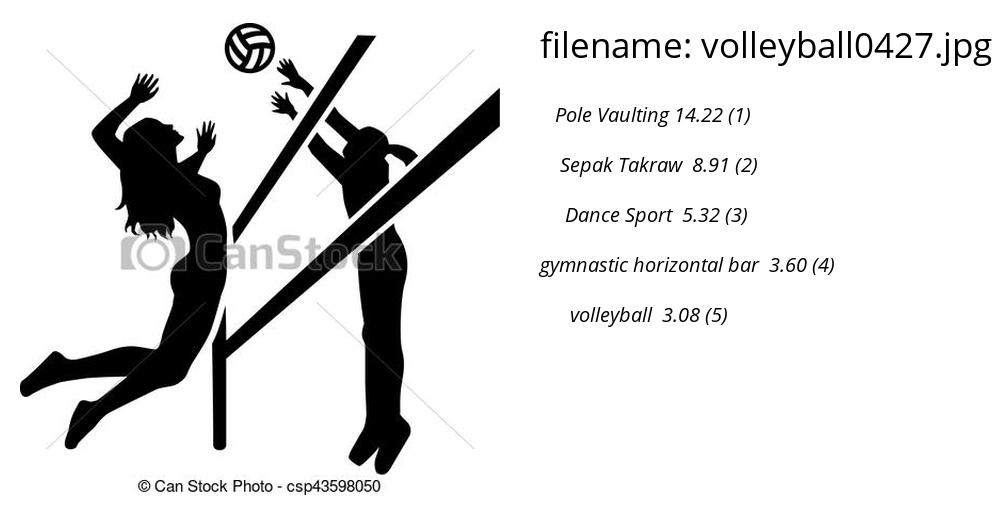 filename: volleyball0427.jpg
Pole Vaulting 14.22 (1)
Sepak Takraw 8.91 (2)
Dance Sport 5.32 (3)
gymnastic horizontal bar 3.60 (4)
volleyball 3.08 (5)
CanStock
© Can Stock Photo - csp43598050